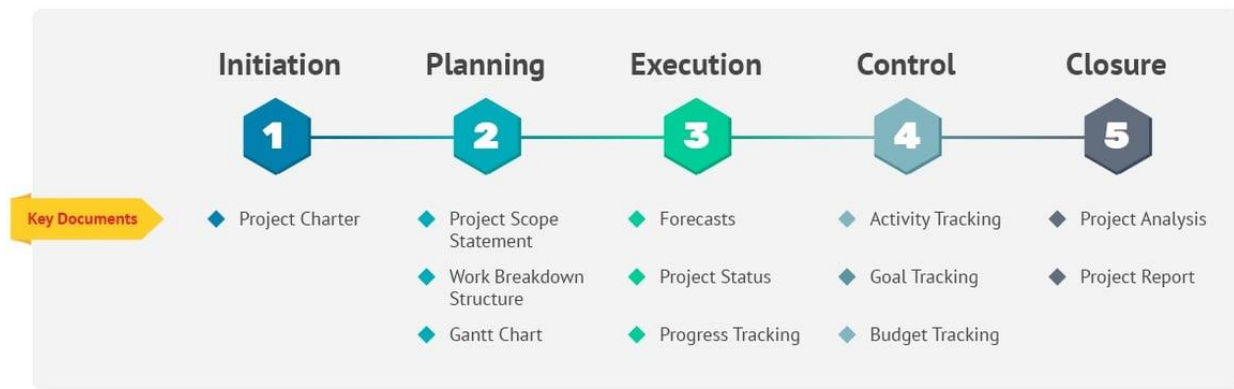 Initiation
Planning
Execution
Control
Closure
1
2
3
4
5
Key Documents
Project Charter
Project Scope
Statement
Work Breakdown
Structure
Gantt Chart
Forecasts
Project Status
Progress Tracking
Activity Tracking
Goal Tracking
Budget Tracking
Project Analysis
Project Report